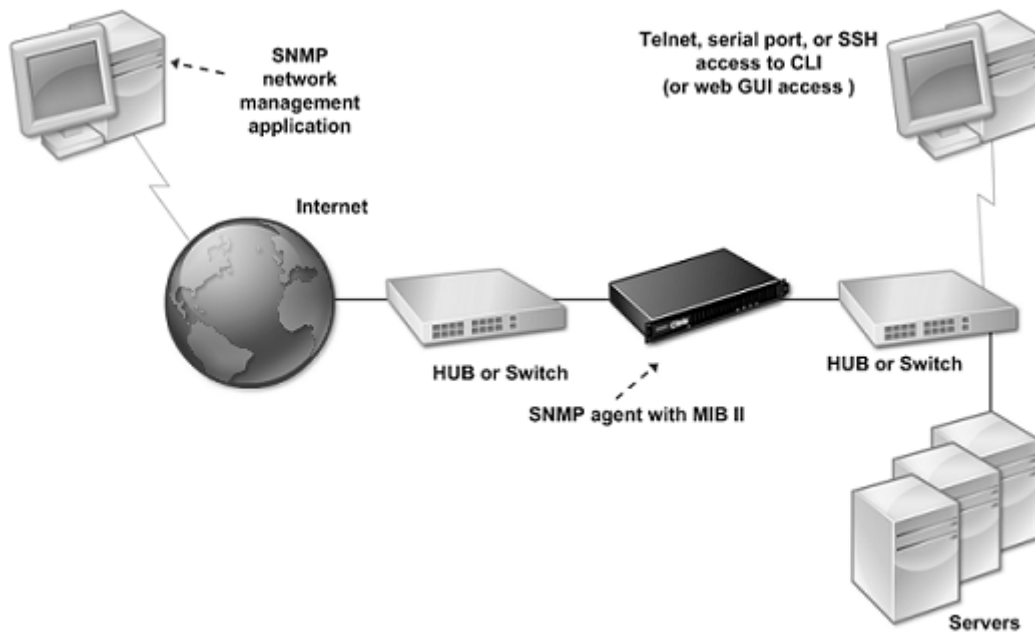 SNMP
network
management
application
Telnet, serial port, or SSH
access to CLI
(or web GUI access )
Internet
HUB or Switch
SNMP agent with MIB II
HUB or Switch
Servers